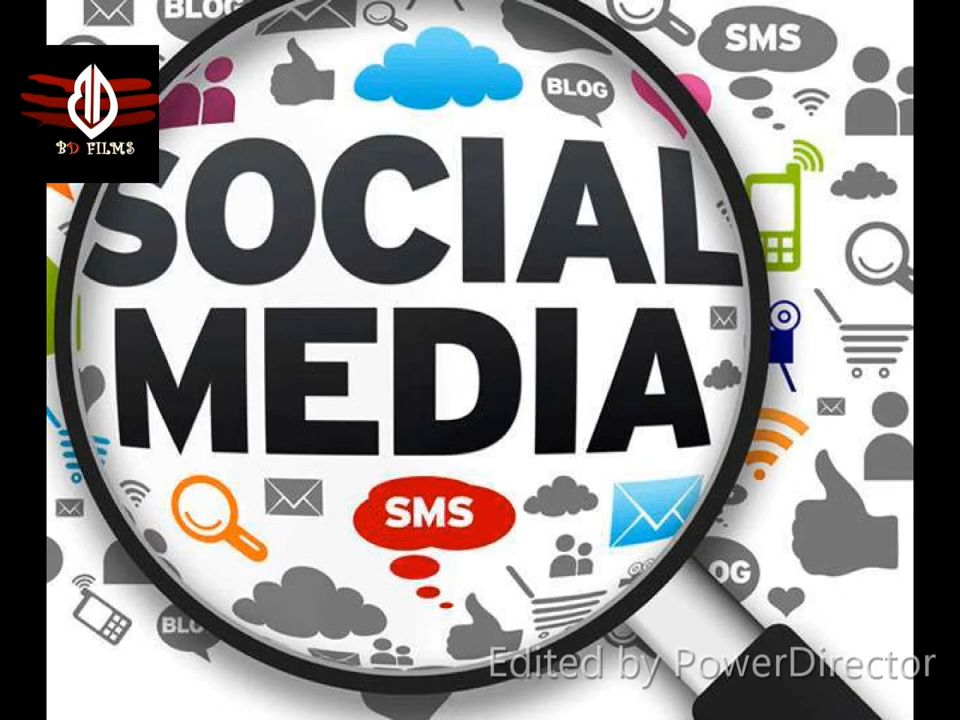 BLOG
SMS
BLOG
BD FILMS
SOCIAL
MEDIA
SMS
OG
BLO
Edited by PowerDirector